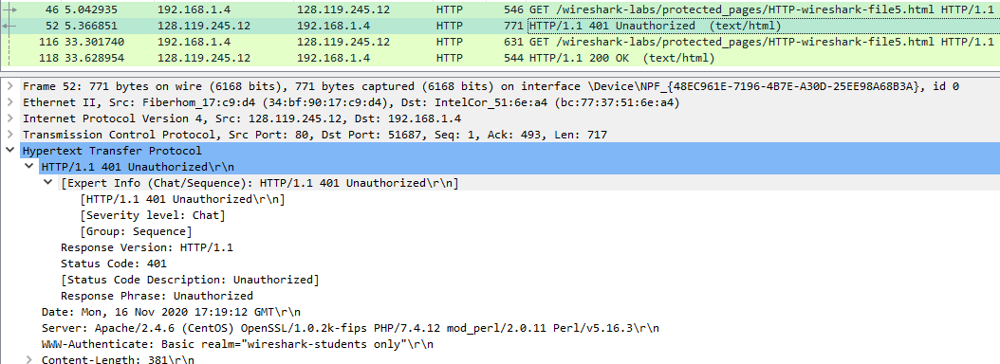 46 5.042935 192.168.1.4 128.119.245.12 HTTP 546 GET /wireshark-labs/protected_pages/HTTP-wireshark-file5.html HTTP/1.1
52 5.366851 128.119.245.12 192.168.1.4 HTTP 771 HTTP/1.1 401 Unauthorized (text/html)
116 33.301740 192.168.1.4 128.119.245.12 HTTP 631 GET /wireshark-labs/protected_pages/HTTP-wireshark-file5.html HTTP/1.1
118 33.628954 128.119.245.12 192.168.1.4 HTTP 544 HTTP/1.1 200 OK (text/html)
Frame 52: 771 bytes on wire (6168 bits), 771 bytes captured (6168 bits) on interface \Device\NPF_{48EC961E-7196-4B7E-A30D-25EE98A68B3A}, id 0
Ethernet II, Src: Fiberhom_17:c9:d4 (34:bf:90:17:c9:d4), Dst: IntelCor_51:6e:a4 (bc:77:37:51:6e:a4)
Internet Protocol Version 4, Src: 128.119.245.12, Dst: 192.168.1.4
Transmission Control Protocol, Src Port: 80, Dst Port: 51687, Seq: 1, Ack: 493, Len: 717
Hypertext Transfer Protocol
HTTP/1.1 401 Unauthorized\r\n
[Expert Info (Chat/Sequence): HTTP/1.1 401 Unauthorized\r\n]
[HTTP/1.1 401 Unauthorized\r\n]
[Severity level: Chat]
[Group: Sequence]
Response Version: HTTP/1.1
Status Code: 401
[Status Code Description: Unauthorized]
Response Phrase: Unauthorized
Date: Mon, 16 Nov 2020 17:19:12 GMT\r\n
Server: Apache/2.4.6 (CentOS) OpenSSL/1.0.2k-fips PHP/7.4.12 mod_perl/2.0.11 Perl/v5.16.3\r\n
WWW-Authenticate: Basic realm="wireshark-students only"\r\n
Content-Length: 381\r\n